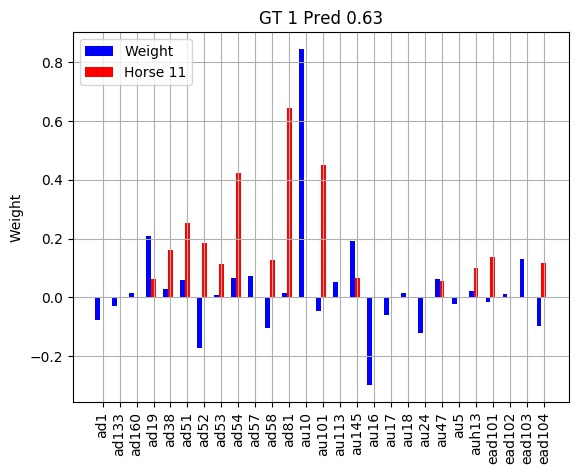 GT 1 Pred 0.63
Weight
Horse 11
Weight
0.8
0.6
0.4
0.2
0.0
−0.2
ad1
ad133
ad160
ad19
ad38
ad51
ad52
ad53
ad54
ad57
ad58
ad81
au10
au101
au113
au145
au16
au17
au18
au24
au47
au5
auh13
ead101
ead102
ead103
ead104